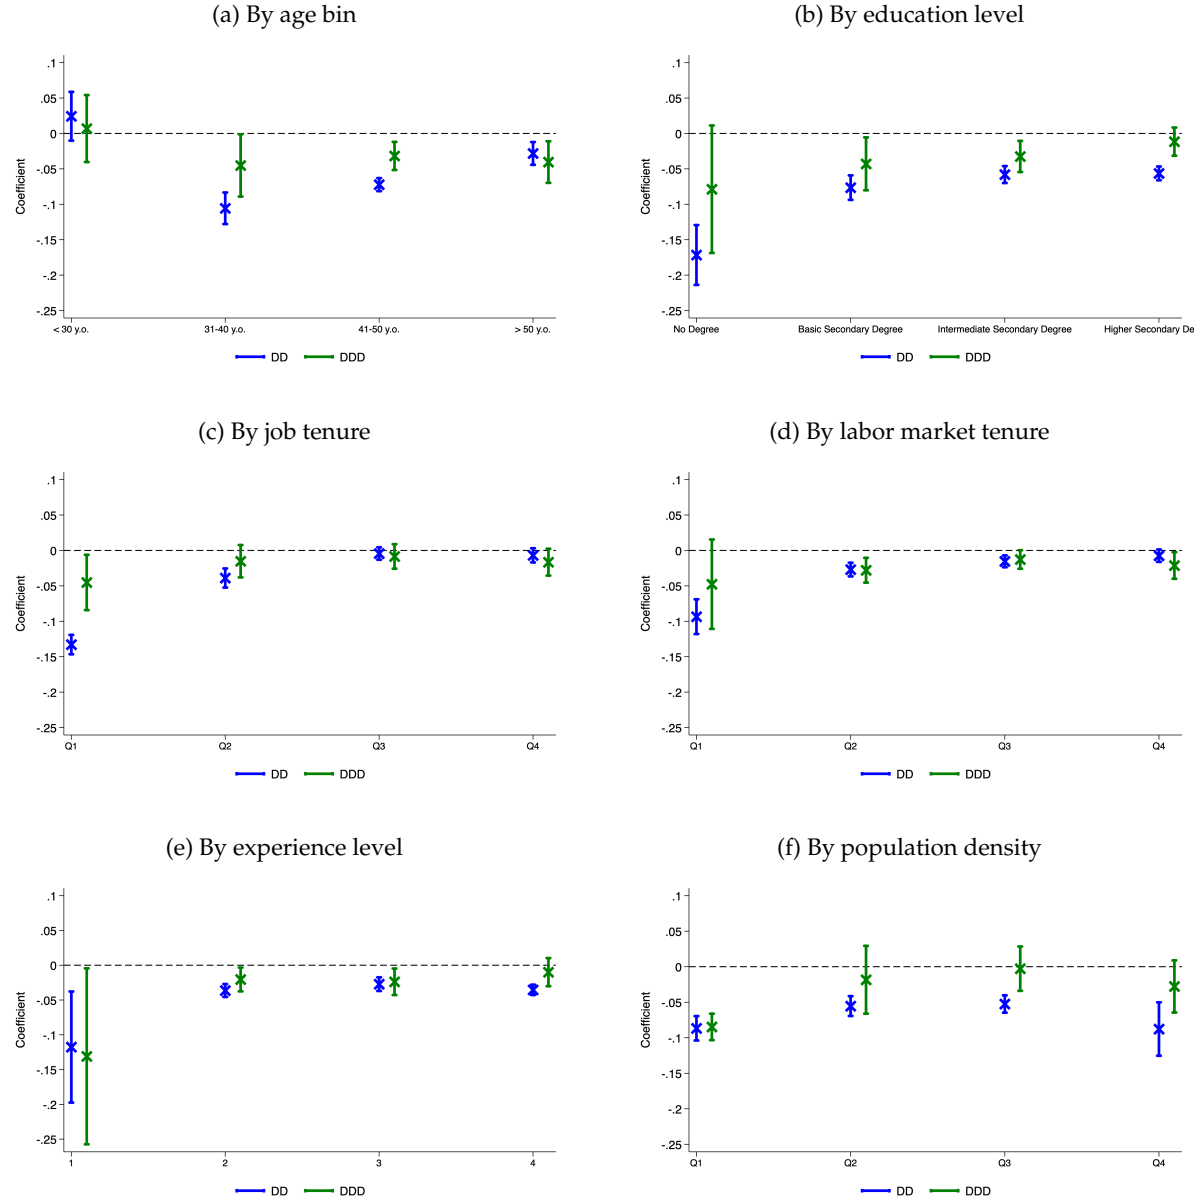 (a) By age bin
Coefficient
.1
.05
0
-.05
-.1
-.15
-.2
-.25
< 30 y.o. 31-40 y.o. 41-50 y.o. > 50 y.o.
DD DDD
(b) By education level
Coefficient
.1
.05
0
-.05
-.1
-.15
-.2
-.25
No Degree Basic Secondary Degree Intermediate Secondary Degree Higher Secondary De
DD DDD
(c) By job tenure
Coefficient
.1
.05
0
-.05
-.1
-.15
-.2
-.25
Q1 Q2 Q3 Q4
DD DDD
(d) By labor market tenure
Coefficient
.1
.05
0
-.05
-.1
-.15
-.2
-.25
Q1 Q2 Q3 Q4
DD DDD
(e) By experience level
Coefficient
.1
.05
0
-.05
-.1
-.15
-.2
-.25
1 2 3 4
DD DDD
(f) By population density
Coefficient
.1
.05
0
-.05
-.1
-.15
-.2
-.25
Q1 Q2 Q3 Q4
DD DDD